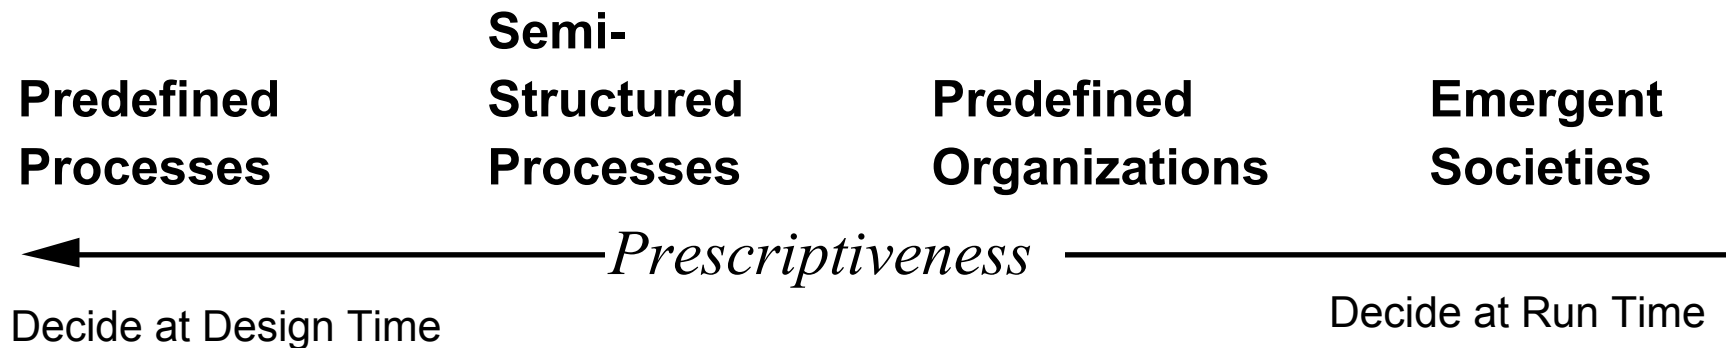 Predefined
Processes
Semi-
Structured
Processes
Predefined
Organizations
Emergent
Societies
Prescriptiveness
Decide at Design Time
Decide at Run Time